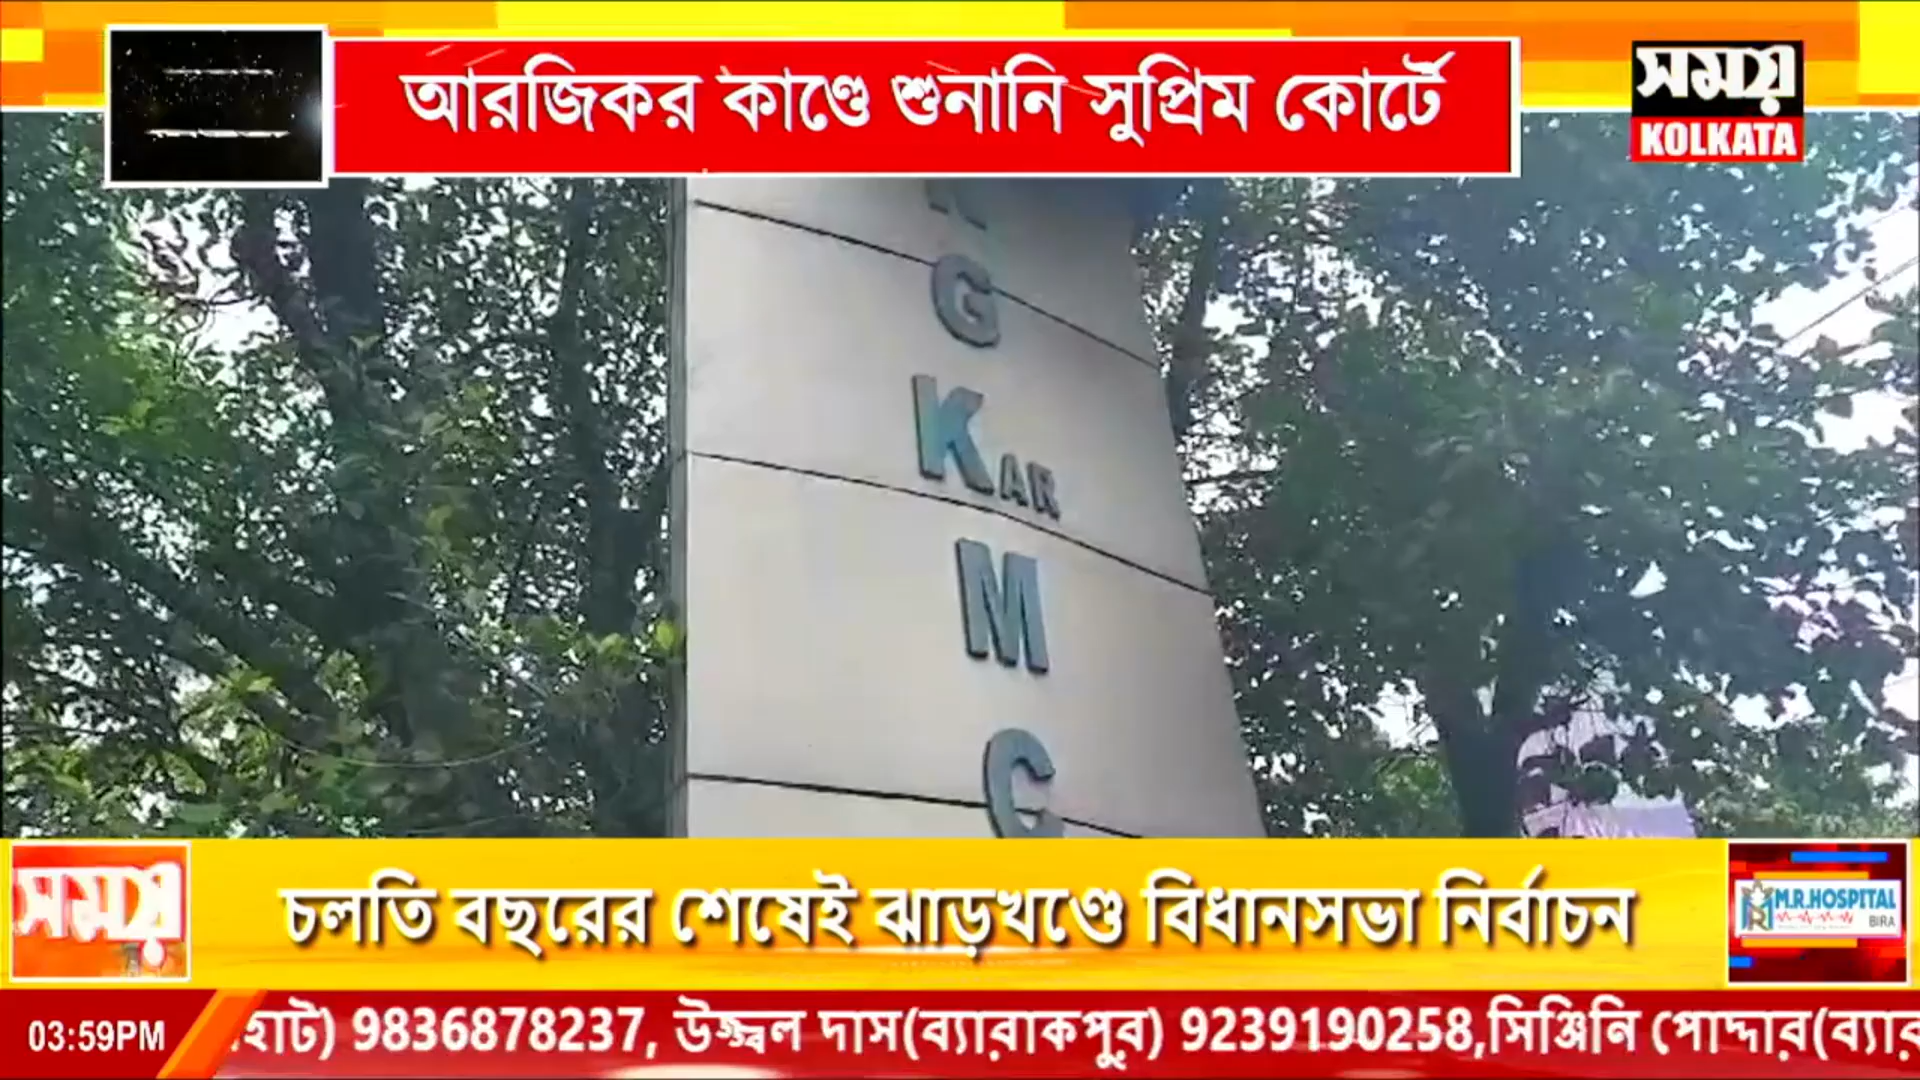 আরজিকর কাণ্ডে শুনানি সুপ্রিম কোর্টে
সময়
KOLKATA
G
KAR
M
C
সময়
চলতি বছরের শেষেই ঝাড়খণ্ডে বিধানসভা নির্বাচন
M.R.HOSPITAL
BIRA
03:59PM
হাট) 9836878237, উজ্জ্বল দাস(ব্যারাকপুর) 9239190258,সিঞ্জিনি পোদ্দার(ব্যার